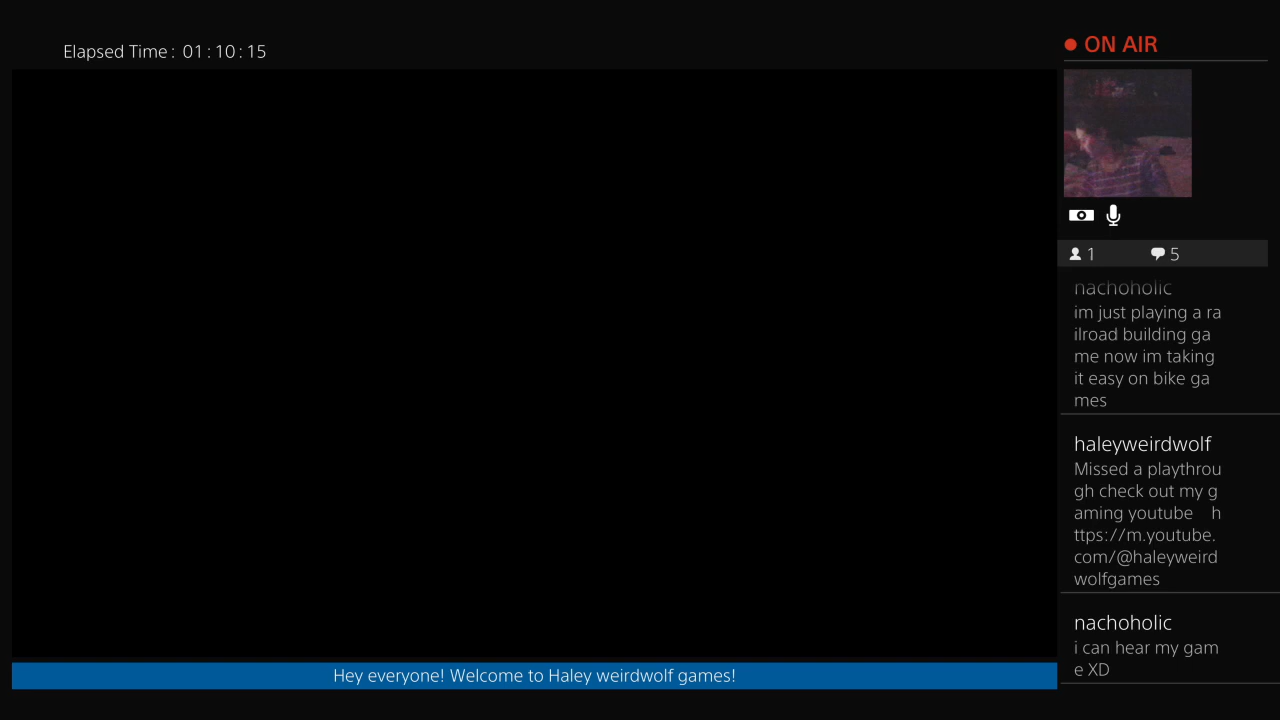 Elapsed Time: 01:10:15
ON AIR
1 5
nachoholic
im just playing a ra
ilroad building ga
me now im taking
it easy on bike ga
mes
haleyweirdwolf
Missed a playthrou
gh check out my g
aming youtube h
ttps://m.youtube.
com/@haleyweird
wolfgames
nachoholic
i can hear my gam
e XD
Hey everyone! Welcome to Haley weirdwolf games!